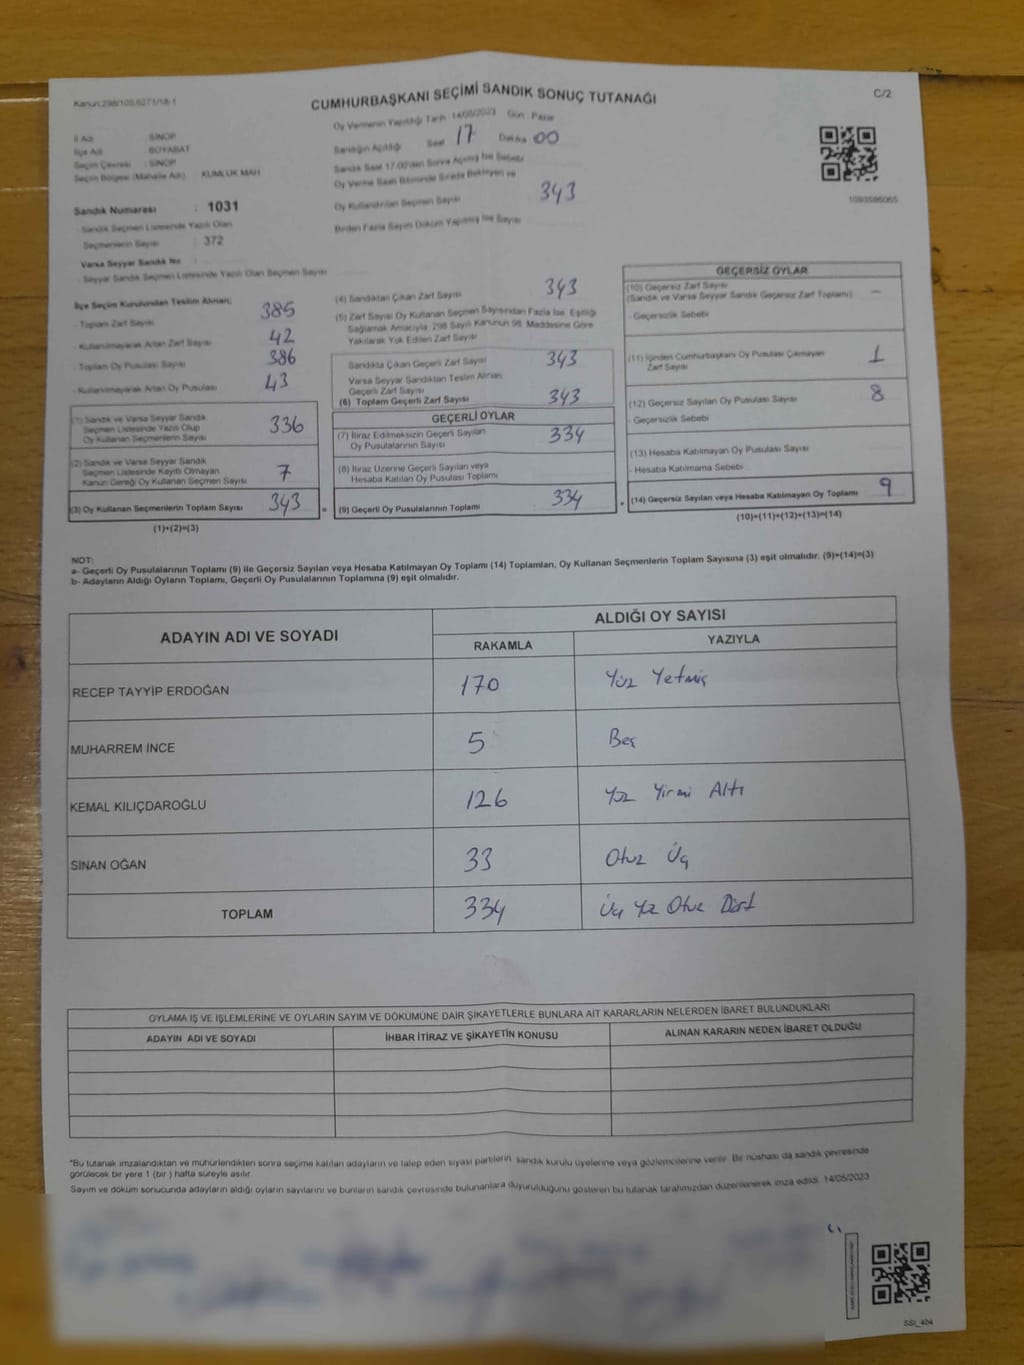 Kanun:298/105,6271/18-1
CUMHURBAŞKANI SEÇİMİ SANDIK SONUÇ TUTANAĞI
C/2
İl Adı : SİNOP
İlçe Adı : BOYABAT
Seçim Çevresi : SİNOP
Seçim Bölgesi (Mahalle Adı) : KUMLUK MAH.
Sandık Numarası : 1031
- Sandık Seçmen Listesinde Yazılı Olan
Seçmenlerin Sayısı : 372
Varsa Seyyar Sandık No
- Seyyar Sandık Seçmen Listesinde Yazılı Olan Seçmen Sayısı
Oy Vermenin Yapıldığı Tarih 14/05/2023 Gün : Pazar
Sandığın Açıldığı Saat 17 Dakika 00
Sandık Saat 17.00'den Sonra Açılmış İse Sebebi
Oy Verme Saati Bitiminde Sırada Bekleyen ve
Oy Kullandırılan Seçmen Sayısı 343
Birden Fazla Sayım Döküm Yapılmış İse Sayısı
1093586065
İlçe Seçim Kurulundan Teslim Alınan;
- Toplam Zarf Sayısı 385
- Kullanılmayarak Artan Zarf Sayısı 42
- Toplam Oy Pusulası Sayısı 386
- Kullanılmayarak Artan Oy Pusulası 43
(1) Sandık ve Varsa Seyyar Sandık
Seçmen Listesinde Yazılı Olup
Oy Kullanan Seçmenlerin Sayısı 336
(2) Sandık ve Varsa Seyyar Sandık
Seçmen Listesinde Kayıtlı Olmayan
Kanun Gereği Oy Kullanan Seçmen Sayısı 7
(3) Oy Kullanan Seçmenlerin Toplam Sayısı 343 =
(1)+(2)=(3)
(4) Sandıktan Çıkan Zarf Sayısı 343
(5) Zarf Sayısı Oy Kullanan Seçmen Sayısından Fazla İse, Eşitliği
Sağlamak Amacıyla, 298 Sayılı Kanunun 98. Maddesine Göre
Yakılarak Yok Edilen Zarf Sayısı
Sandıkta Çıkan Geçerli Zarf Sayısı 343
Varsa Seyyar Sandıktan Teslim Alınan
Geçerli Zarf Sayısı
(6) Toplam Geçerli Zarf Sayısı 343
GEÇERLİ OYLAR
(7) İtiraz Edilmeksizin Geçerli Sayılan
Oy Pusulalarının Sayısı 334
(8) İtiraz Üzerine Geçerli Sayılan veya
Hesaba Katılan Oy Pusulası Toplamı
(9) Geçerli Oy Pusulalarının Toplamı 334 +
GEÇERSİZ OYLAR
(10) Geçersiz Zarf Sayısı
(Sandık ve Varsa Seyyar Sandık Geçersiz Zarf Toplamı) -
- Geçersizlik Sebebi
(11) İçinden Cumhurbaşkanı Oy Pusulası Çıkmayan
Zarf Sayısı 1
(12) Geçersiz Sayılan Oy Pusulası Sayısı 8
- Geçersizlik Sebebi
(13) Hesaba Katılmayan Oy Pusulası Sayısı
- Hesaba Katılmama Sebebi
(14) Geçersiz Sayılan veya Hesaba Katılmayan Oy Toplamı 9
(10)+(11)+(12)+(13)=(14)
NOT:
a- Geçerli Oy Pusulalarının Toplamı (9) ile Geçersiz Sayılan veya Hesaba Katılmayan Oy Toplamı (14) Toplamları, Oy Kullanan Seçmenlerin Toplam Sayısına (3) eşit olmalıdır. (9)+(14)=(3)
b- Adayların Aldığı Oyların Toplamı, Geçerli Oy Pusulalarının Toplamına (9) eşit olmalıdır.
ADAYIN ADI VE SOYADI ALDIĞI OY SAYISI
RAKAMLA YAZIYLA
RECEP TAYYİP ERDOĞAN 170 Yüz Yetmiş
MUHARREM İNCE 5 Beş
KEMAL KILIÇDAROĞLU 126 Yüz Yirmi Altı
SİNAN OĞAN 33 Otuz Üç
TOPLAM 334 Üç Yüz Otuz Dört
OYLAMA İŞ VE İŞLEMLERİNE VE OYLARIN SAYIM VE DÖKÜMÜNE DAİR ŞİKAYETLERLE BUNLARA AİT KARARLARIN NELERDEN İBARET BULUNDUKLARI
ADAYIN ADI VE SOYADI İHBAR İTİRAZ VE ŞİKAYETİN KONUSU ALINAN KARARIN NEDEN İBARET OLDUĞU
*Bu tutanak imzalandıktan ve mühürlendikten sonra seçime katılan adayların ve talep eden siyasi partilerin sandık kurulu üyelerine veya gözlemcilerine verilir. Bir nüshası da sandık çevresinde
görülecek bir yere 1 (bir ) hafta süreyle asılır.
Sayım ve döküm sonucunda adayların aldığı oyların sayılarını ve bunların sandık çevresinde bulunanlara duyurulduğunu gösteren bu tutanak tarafımızdan düzenlenerek imza edildi. 14/05/2023
SSI_404